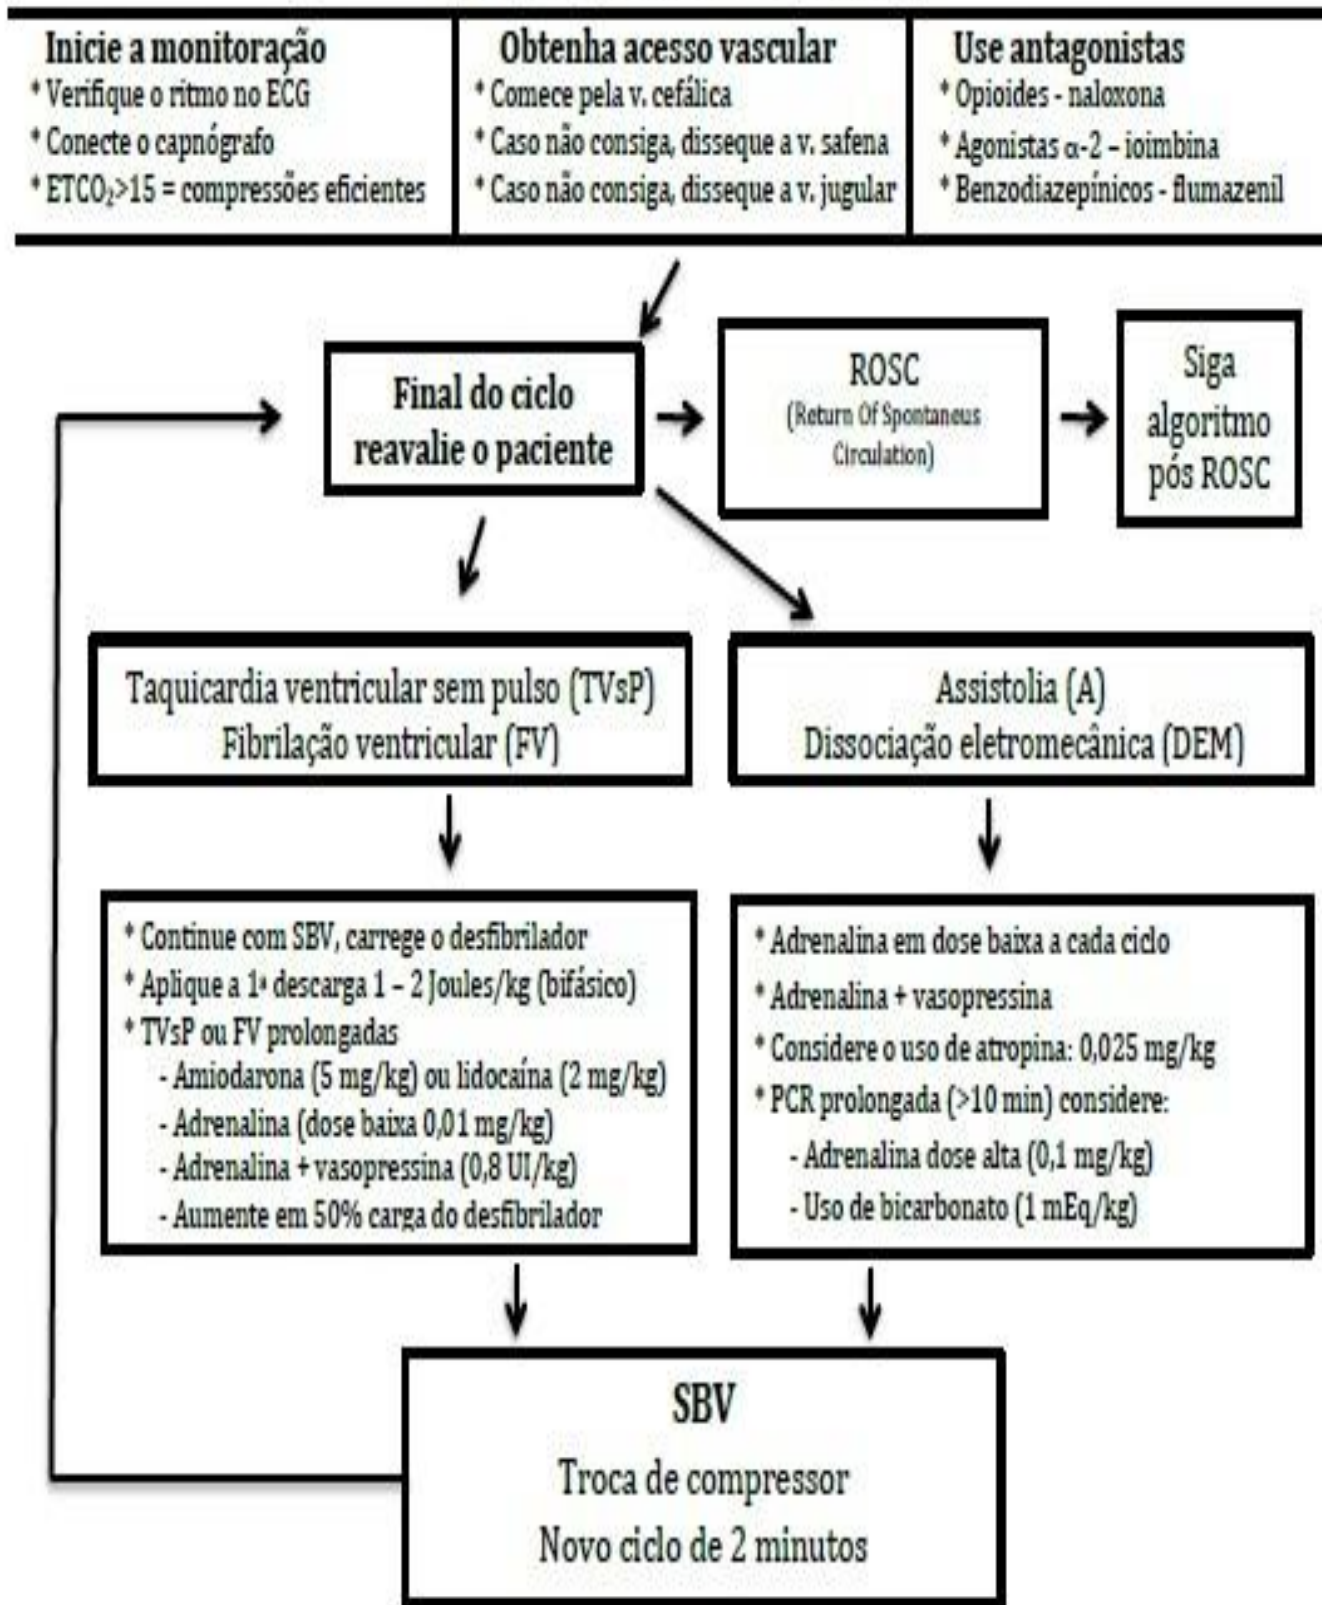 Inicie a monitoração
* Verifique o ritmo no ECG
* Conecte o capnógrafo
* ETCO₂>15 = compressões eficientes
Obtenha acesso vascular
* Comece pela v. cefálica
* Caso não consiga, disseque a v. safena
* Caso não consiga, disseque a v. jugular
Use antagonistas
* Opioides - naloxona
* Agonistas α-2 – ioimbina
* Benzodiazepínicos - flumazenil
Final do ciclo
reavalie o paciente
ROSC
(Return Of Spontaneus
Circulation)
Siga
algoritmo
pós ROSC
Taquicardia ventricular sem pulso (TVsP)
Fibrilação ventricular (FV)
Assistolia (A)
Dissociação eletromecânica (DEM)
* Continue com SBV, carrege o desfibrilador
* Aplique a 1ª descarga 1 – 2 Joules/kg (bifásico)
* TVsP ou FV prolongadas
- Amiodarona (5 mg/kg) ou lidocaína (2 mg/kg)
- Adrenalina (dose baixa 0,01 mg/kg)
- Adrenalina + vasopressina (0,8 UI/kg)
- Aumente em 50% carga do desfibrilador
* Adrenalina em dose baixa a cada ciclo
* Adrenalina + vasopressina
* Considere o uso de atropina: 0,025 mg/kg
* PCR prolongada (>10 min) considere:
- Adrenalina dose alta (0,1 mg/kg)
- Uso de bicarbonato (1 mEq/kg)
SBV
Troca de compressor
Novo ciclo de 2 minutos